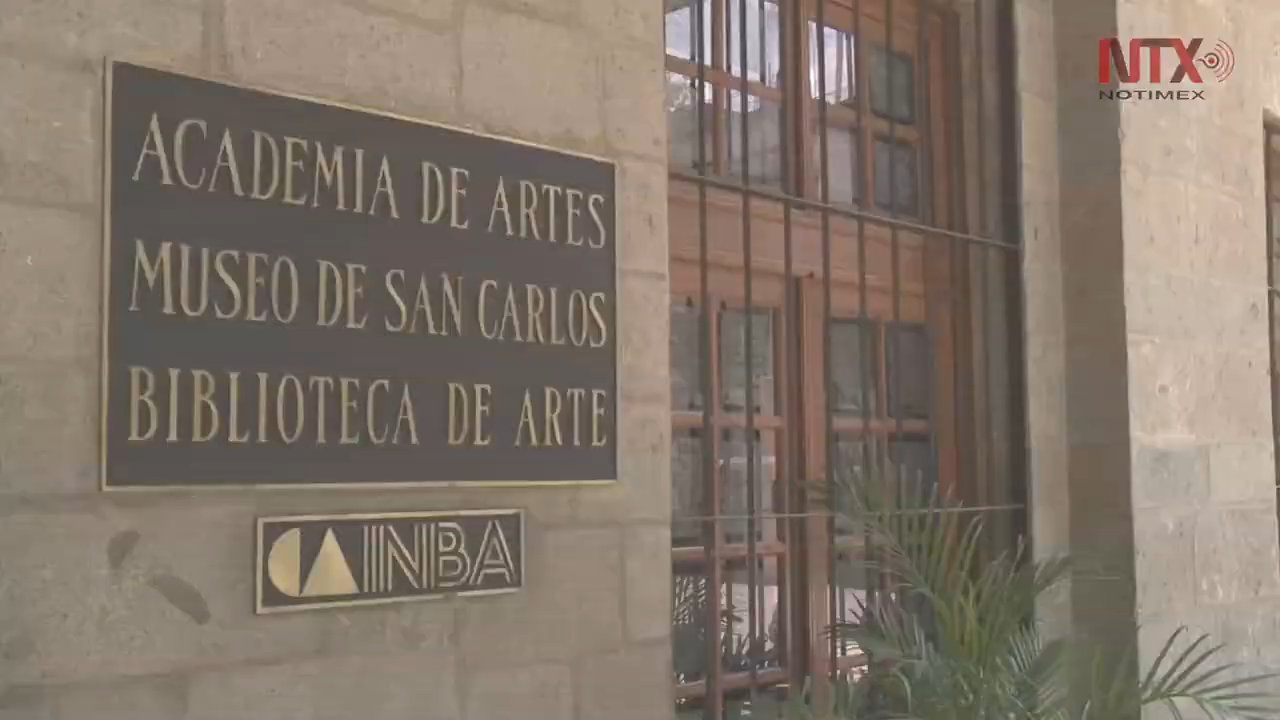 ACADEMIA DE ARTES
MUSEO DE SAN CARLOS
BIBLIOTECA DE ARTE
INBA
NTX
NOTIMEX